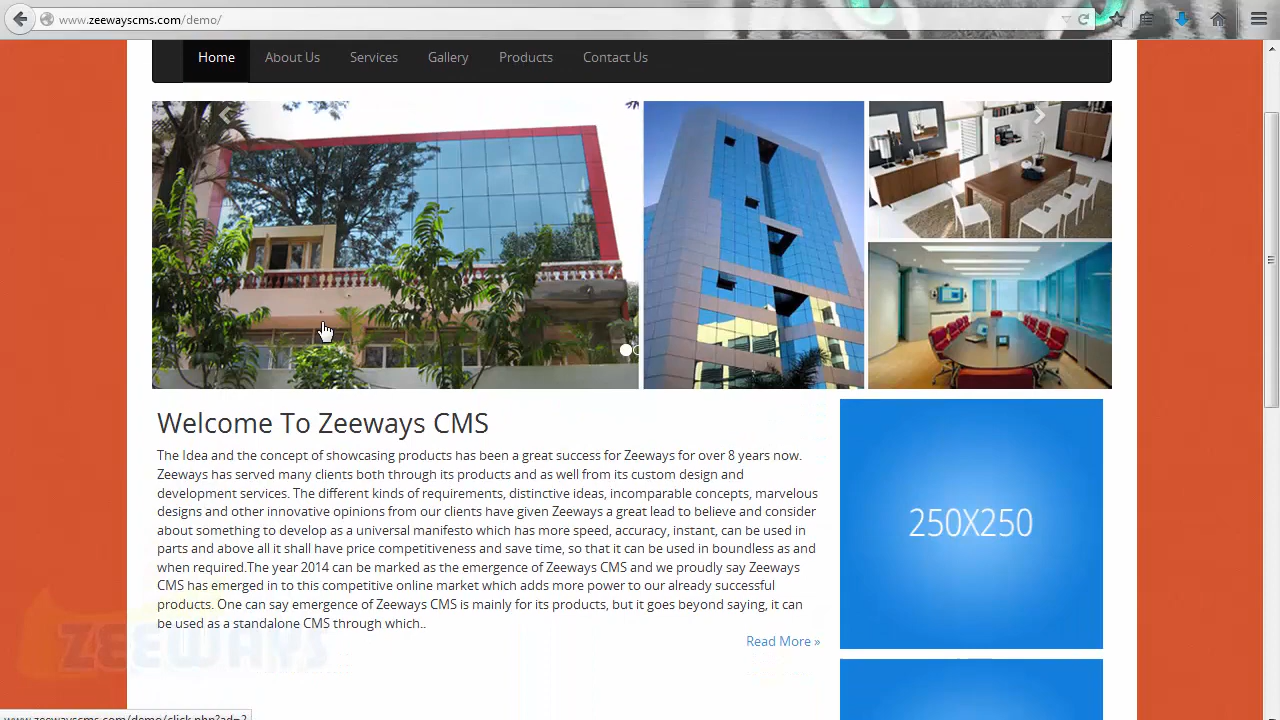 www.zeewayscms.com/demo/
Home About Us Services Gallery Products Contact Us
Welcome To Zeeways CMS
The Idea and the concept of showcasing products has been a great success for Zeeways for over 8 years now.
Zeeways has served many clients both through its products and as well from its custom design and
development services. The different kinds of requirements, distinctive ideas, incomparable concepts, marvelous
designs and other innovative opinions from our clients have given Zeeways a great lead to believe and consider
about something to develop as a universal manifesto which has more speed, accuracy, instant, can be used in
parts and above all it shall have price competitiveness and save time, so that it can be used in boundless as and
when required.The year 2014 can be marked as the emergence of Zeeways CMS and we proudly say Zeeways
CMS has emerged in to this competitive online market which adds more power to our already successful
products. One can say emergence of Zeeways CMS is mainly for its products, but it goes beyond saying, it can
be used as a standalone CMS through which..
Read More »
250X250
ZEEWAYS
www.zeewayscms.com/demo/click.php?ad=2